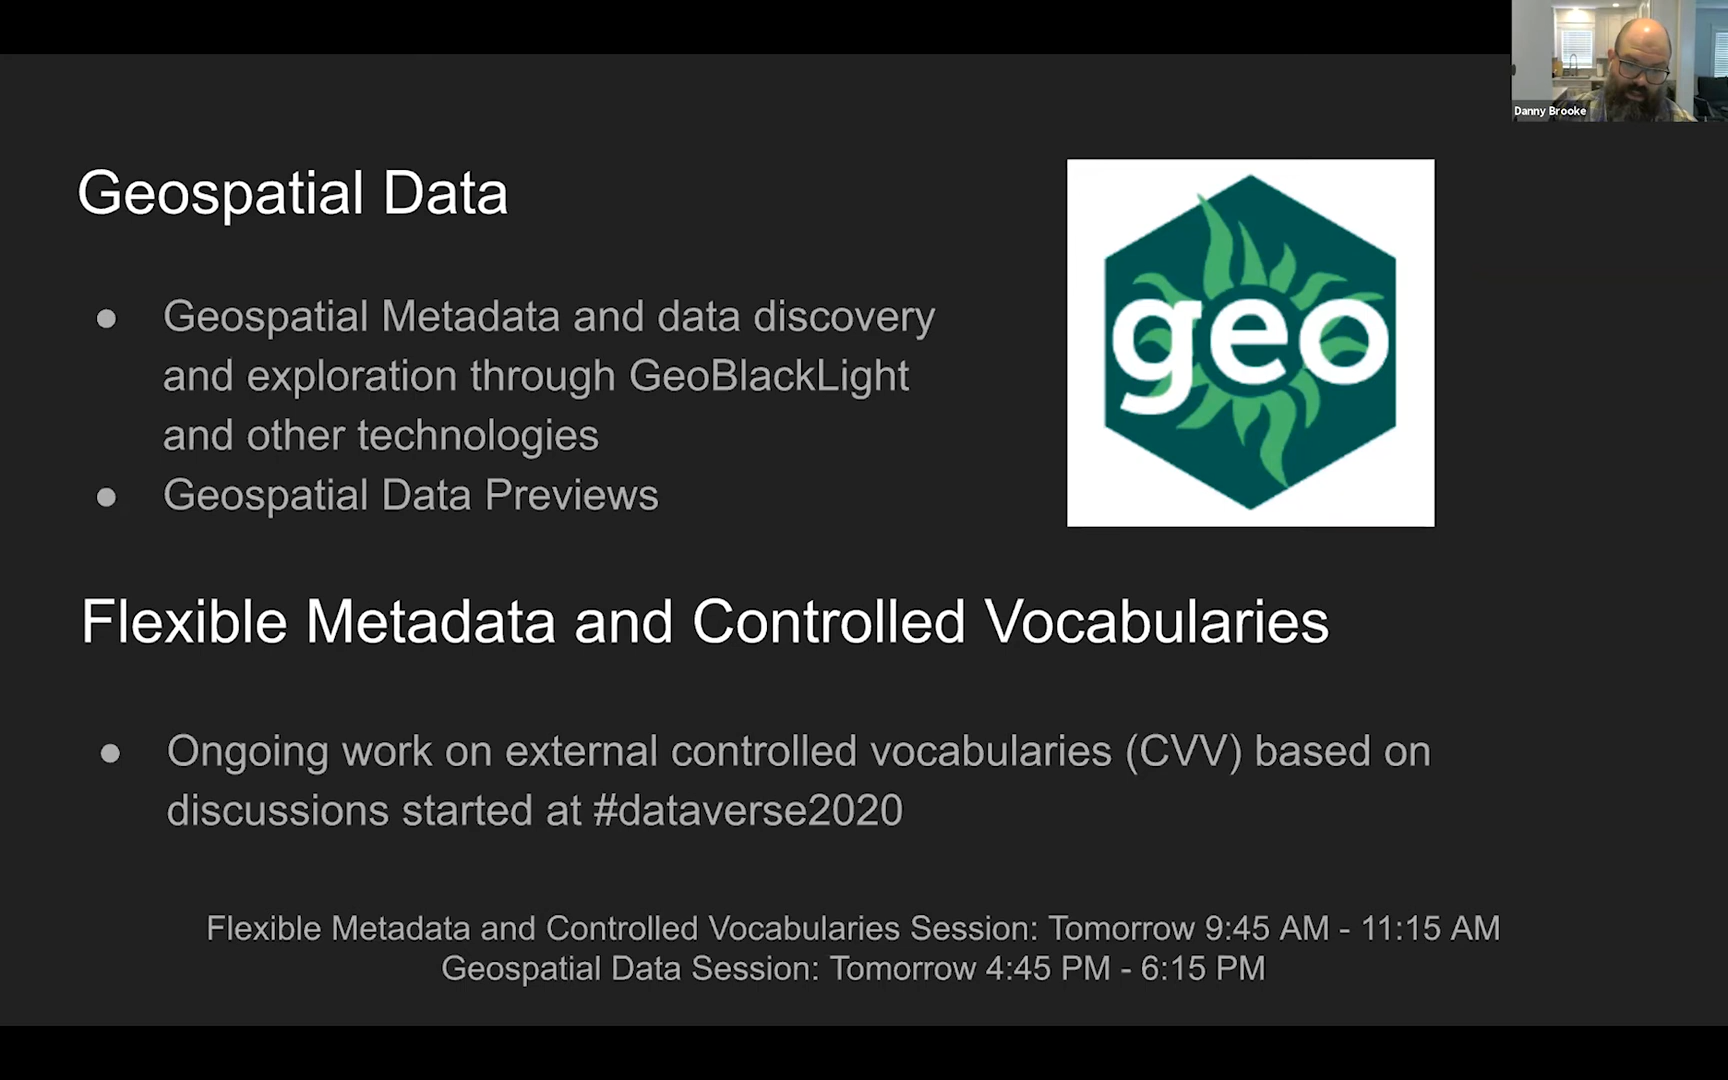 Danny Brooke
Geospatial Data
geo
● Geospatial Metadata and data discovery
and exploration through GeoBlackLight
and other technologies
● Geospatial Data Previews
Flexible Metadata and Controlled Vocabularies
● Ongoing work on external controlled vocabularies (CVV) based on
discussions started at #dataverse2020
Flexible Metadata and Controlled Vocabularies Session: Tomorrow 9:45 AM - 11:15 AM
Geospatial Data Session: Tomorrow 4:45 PM - 6:15 PM